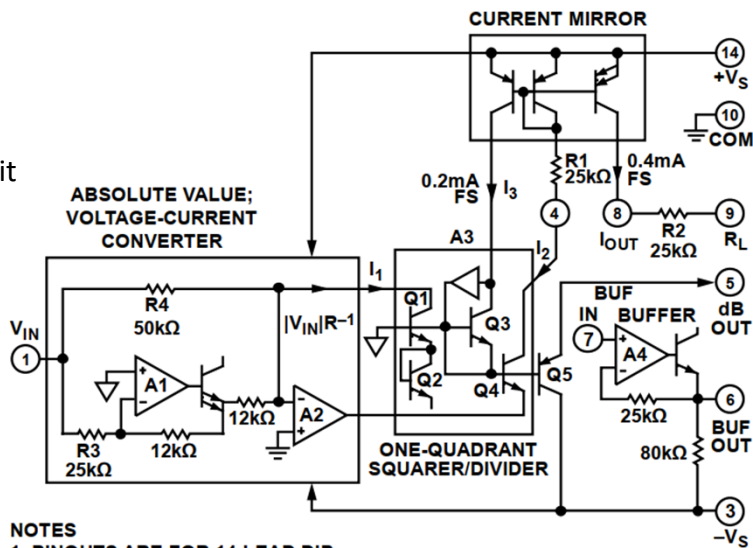 CURRENT MIRROR
14
+VS
10
COM
it
R1
25kΩ
0.4mA
FS
0.2mA
FS
I3
ABSOLUTE VALUE;
VOLTAGE-CURRENT
CONVERTER
4
8
9
IOUT
R2
25kΩ
RL
A3
I2
I1
R4
50kΩ
|VIN|R–1
Q1
Q3
BUF
5
dB
OUT
VIN
1
IN
7
BUFFER
A4
A1
Q2
Q4
Q5
12kΩ
A2
25kΩ
6
BUF
OUT
R3
25kΩ
12kΩ
80kΩ
ONE-QUADRANT
SQUARER/DIVIDER
3
–VS
NOTES